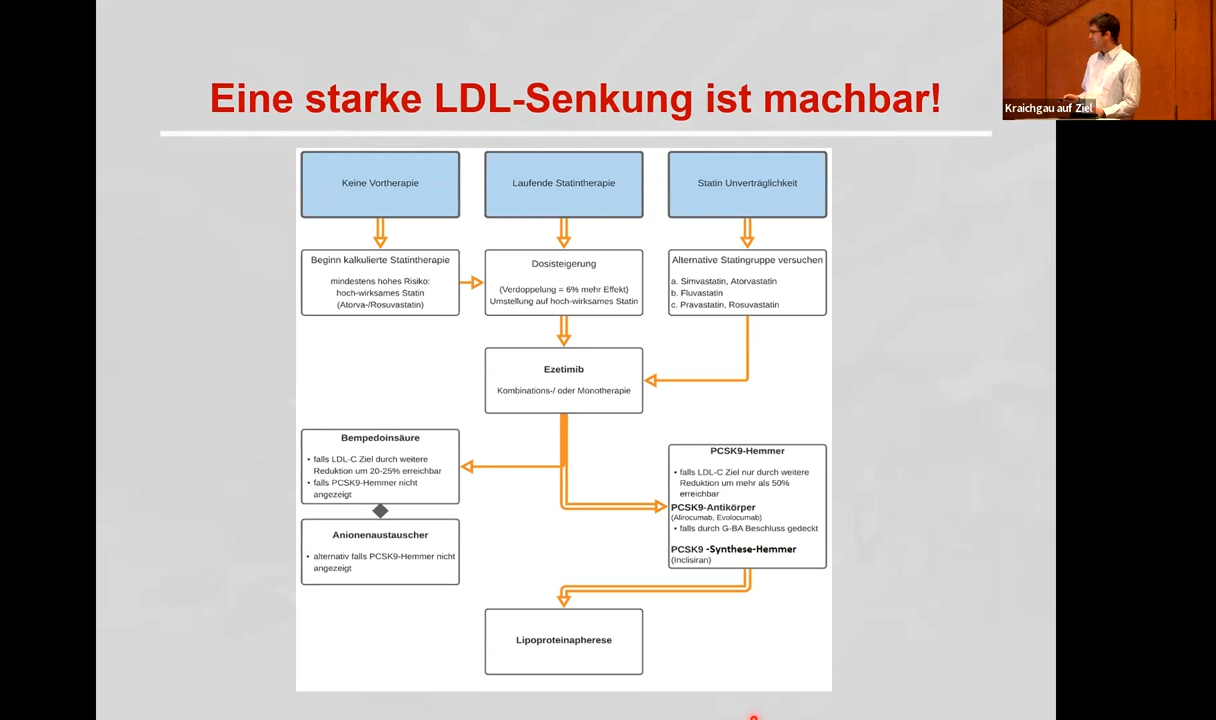 Eine starke LDL-Senkung ist machbar!
Kraichgau auf Ziel
Keine Vortherapie
Laufende Statintherapie
Statin Unverträglichkeit
Beginn kalkulierte Statintherapie
mindestens hohes Risiko:
hoch-wirksames Statin
(Atorva-/Rosuvastatin)
Dosisteigerung
(Verdoppelung = 6% mehr Effekt)
Umstellung auf hoch-wirksames Statin
Alternative Statingruppe versuchen
a. Simvastatin, Atorvastatin
b. Fluvastatin
c. Pravastatin, Rosuvastatin
Ezetimib
Kombinations-/ oder Monotherapie
Bempedoinsäure
• falls LDL-C Ziel durch weitere
Reduktion um 20-25% erreichbar
• falls PCSK9-Hemmer nicht
angezeigt
Anionenaustauscher
• alternativ falls PCSK9-Hemmer nicht
angezeigt
PCSK9-Hemmer
• falls LDL-C Ziel nur durch weitere
Reduktion um mehr als 50%
erreichbar
PCSK9-Antikörper
(Alirocumab, Evolocumab)
• falls durch G-BA Beschluss gedeckt
PCSK9 -Synthese-Hemmer
(Inclisiran)
Lipoproteinapherese